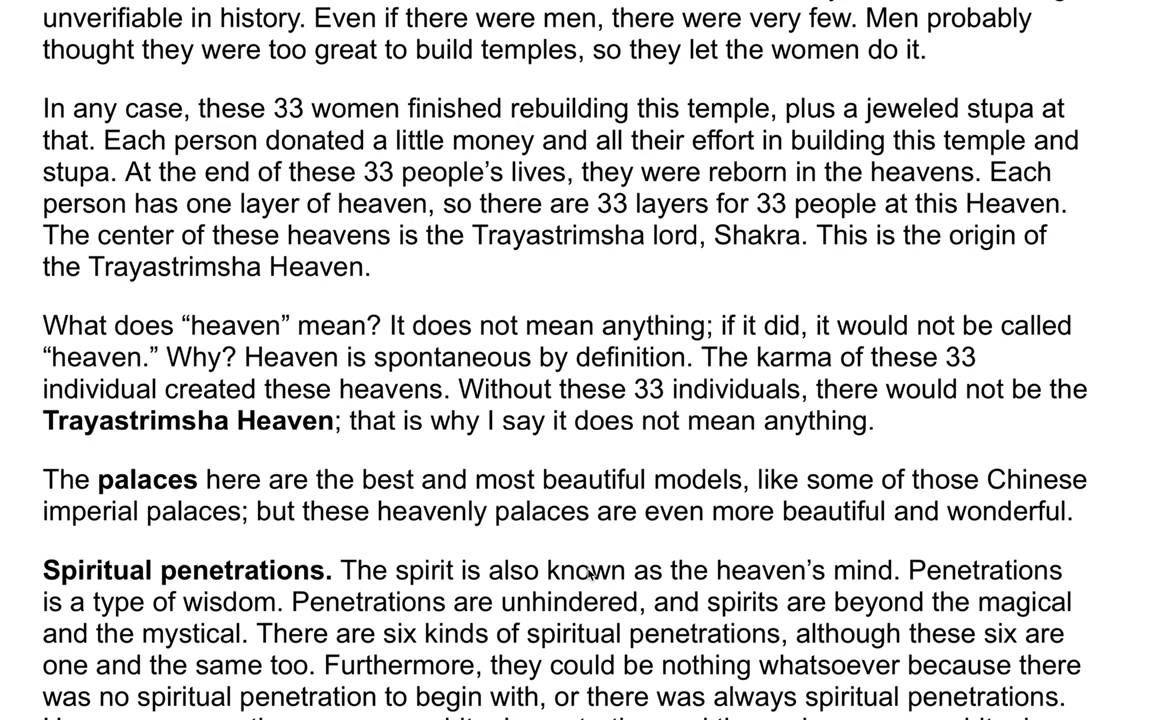 unverifiable in history. Even if there were men, there were very few. Men probably
thought they were too great to build temples, so they let the women do it.
In any case, these 33 women finished rebuilding this temple, plus a jeweled stupa at
that. Each person donated a little money and all their effort in building this temple and
stupa. At the end of these 33 people’s lives, they were reborn in the heavens. Each
person has one layer of heaven, so there are 33 layers for 33 people at this Heaven.
The center of these heavens is the Trayastrimsha lord, Shakra. This is the origin of
the Trayastrimsha Heaven.
What does “heaven” mean? It does not mean anything; if it did, it would not be called
“heaven.” Why? Heaven is spontaneous by definition. The karma of these 33
individual created these heavens. Without these 33 individuals, there would not be the
Trayastrimsha Heaven; that is why I say it does not mean anything.
The palaces here are the best and most beautiful models, like some of those Chinese
imperial palaces; but these heavenly palaces are even more beautiful and wonderful.
Spiritual penetrations. The spirit is also known as the heaven’s mind. Penetrations
is a type of wisdom. Penetrations are unhindered, and spirits are beyond the magical
and the mystical. There are six kinds of spiritual penetrations, although these six are
one and the same too. Furthermore, they could be nothing whatsoever because there
was no spiritual penetration to begin with, or there was always spiritual penetrations.